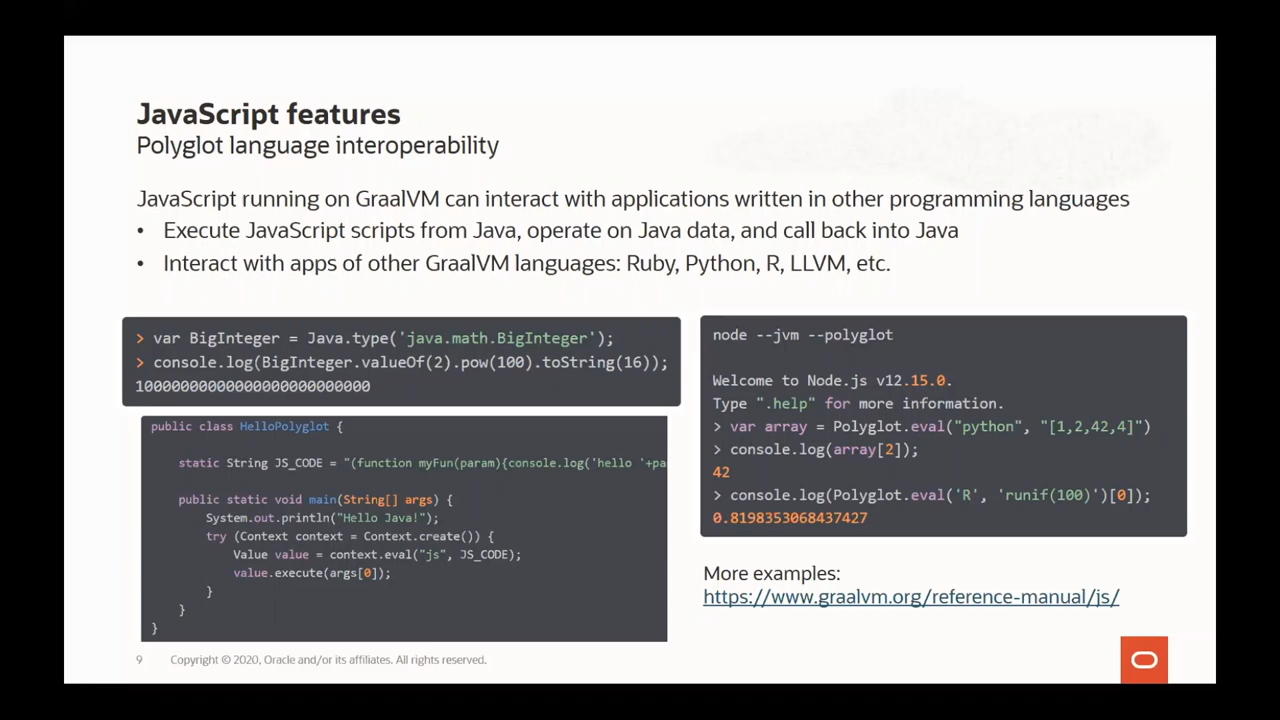 JavaScript features
Polyglot language interoperability
JavaScript running on GraalVM can interact with applications written in other programming languages
• Execute JavaScript scripts from Java, operate on Java data, and call back into Java
• Interact with apps of other GraalVM languages: Ruby, Python, R, LLVM, etc.
> var BigInteger = Java.type('java.math.BigInteger');
> console.log(BigInteger.valueOf(2).pow(100).toString(16));
10000000000000000000000000
public class HelloPolyglot {
static String JS_CODE = "(function myFun(param){console.log('hello '+pa
public static void main(String[] args) {
System.out.println("Hello Java!");
try (Context context = Context.create()) {
Value value = context.eval("js", JS_CODE);
value.execute(args[0]);
}
}
}
node --jvm --polyglot
Welcome to Node.js v12.15.0.
Type ".help" for more information.
> var array = Polyglot.eval("python", "[1,2,42,4]")
> console.log(array[2]);
42
> console.log(Polyglot.eval('R', 'runif(100)')[0]);
0.8198353068437427
More examples:
https://www.graalvm.org/reference-manual/js/
9 Copyright © 2020, Oracle and/or its affiliates. All rights reserved.